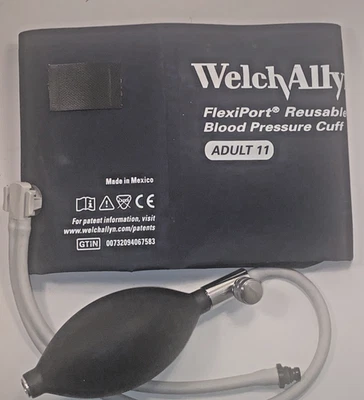 WelchAllyn
FlexiPort® Reusable
Blood Pressure Cuff
ADULT 11
Made in Mexico
For patent information, visit
www.welchallyn.com/patents
GTIN 00732094067583